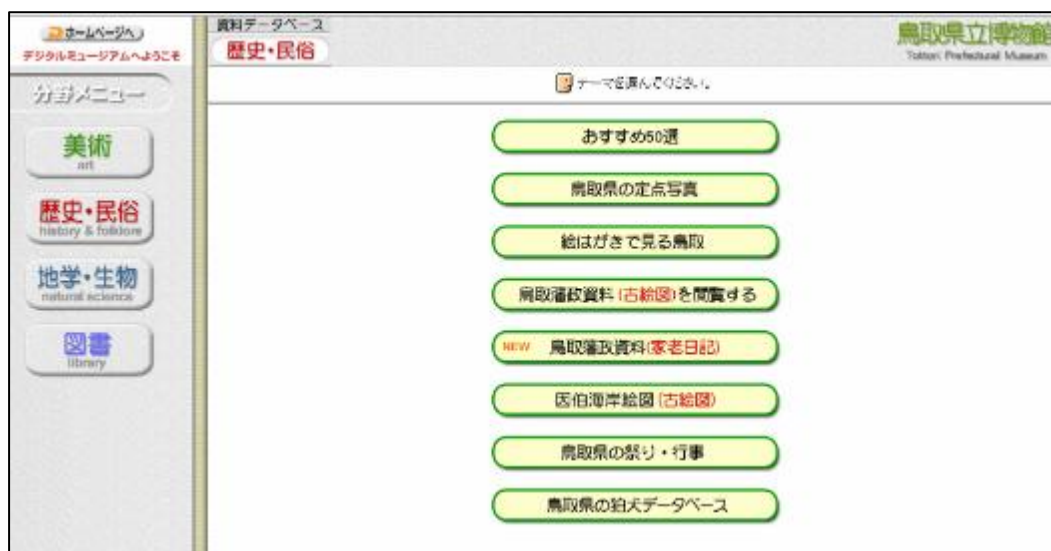 ホームページへ
デジタルミュージアムへようこそ
分野メニュー
美術
art
歴史・民俗
history & folklore
地学・生物
natural science
図書
library
資料データベース
歴史・民俗
鳥取県立博物館
Tottori Prefectural Museum
テーマを選んでください。
おすすめ50選
鳥取県の定点写真
絵はがきで見る鳥取
鳥取藩政資料(古絵図)を閲覧する
NEW 鳥取藩政資料(家老日記)
因伯海岸絵図(古絵図)
鳥取県の祭り・行事
鳥取県の狛犬データベース